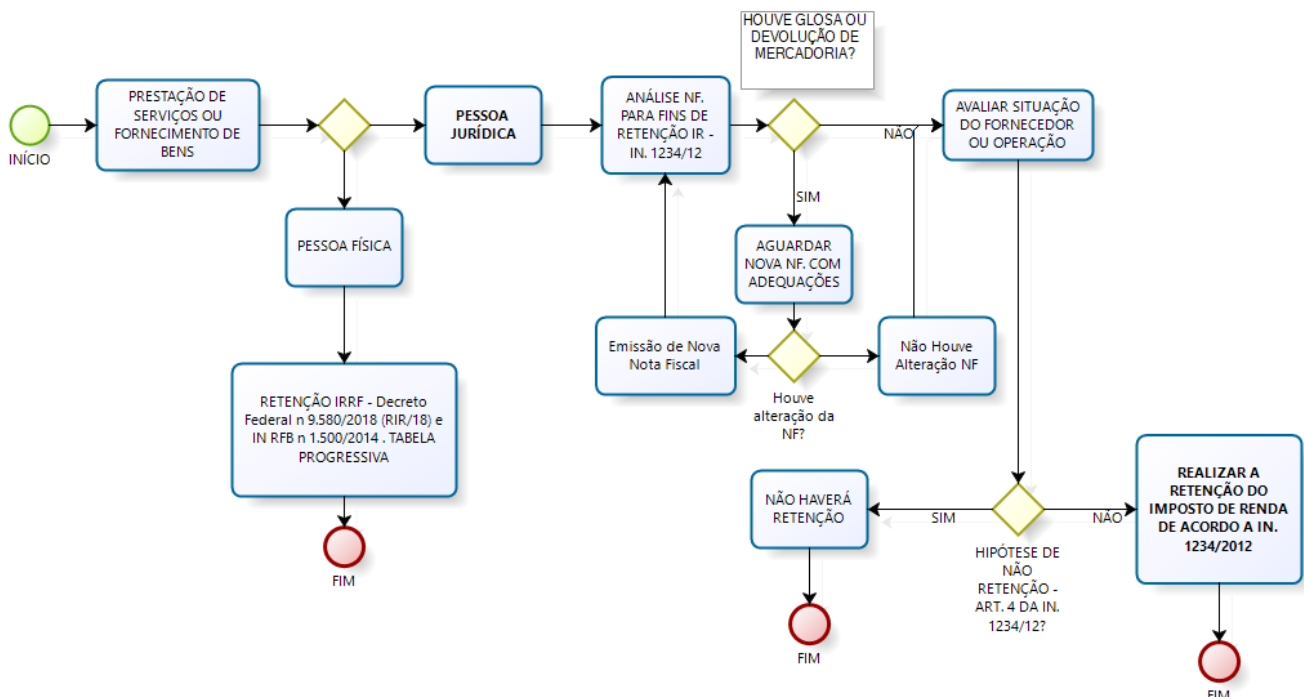 HOUVE GLOSA OU
DEVOLUÇÃO DE
MERCADORIA?
INÍCIO
PRESTAÇÃO DE
SERVIÇOS OU
FORNECIMENTO DE
BENS
PESSOA
JURÍDICA
ANÁLISE NF.
PARA FINS DE
RETENÇÃO IR -
IN. 1234/12
NÃO
AVALIAR SITUAÇÃO
DO FORNECEDOR
OU OPERAÇÃO
SIM
PESSOA FÍSICA
AGUARDAR
NOVA NF. COM
ADEQUAÇÕES
Emissão de Nova
Nota Fiscal
Não Houve
Alteração NF
Houve
alteração da
NF?
RETENÇÃO IRRF - Decreto
Federal n 9.580/2018 (RIR/18) e
IN RFB n 1.500/2014 . TABELA
PROGRESSIVA
FIM
NÃO HAVERÁ
RETENÇÃO
SIM
NÃO
HIPÓTESE DE
NÃO
RETENÇÃO -
ART. 4 DA IN.
1234/12?
REALIZAR A
RETENÇÃO DO
IMPOSTO DE RENDA
DE ACORDO A IN.
1234/2012
FIM
FIM